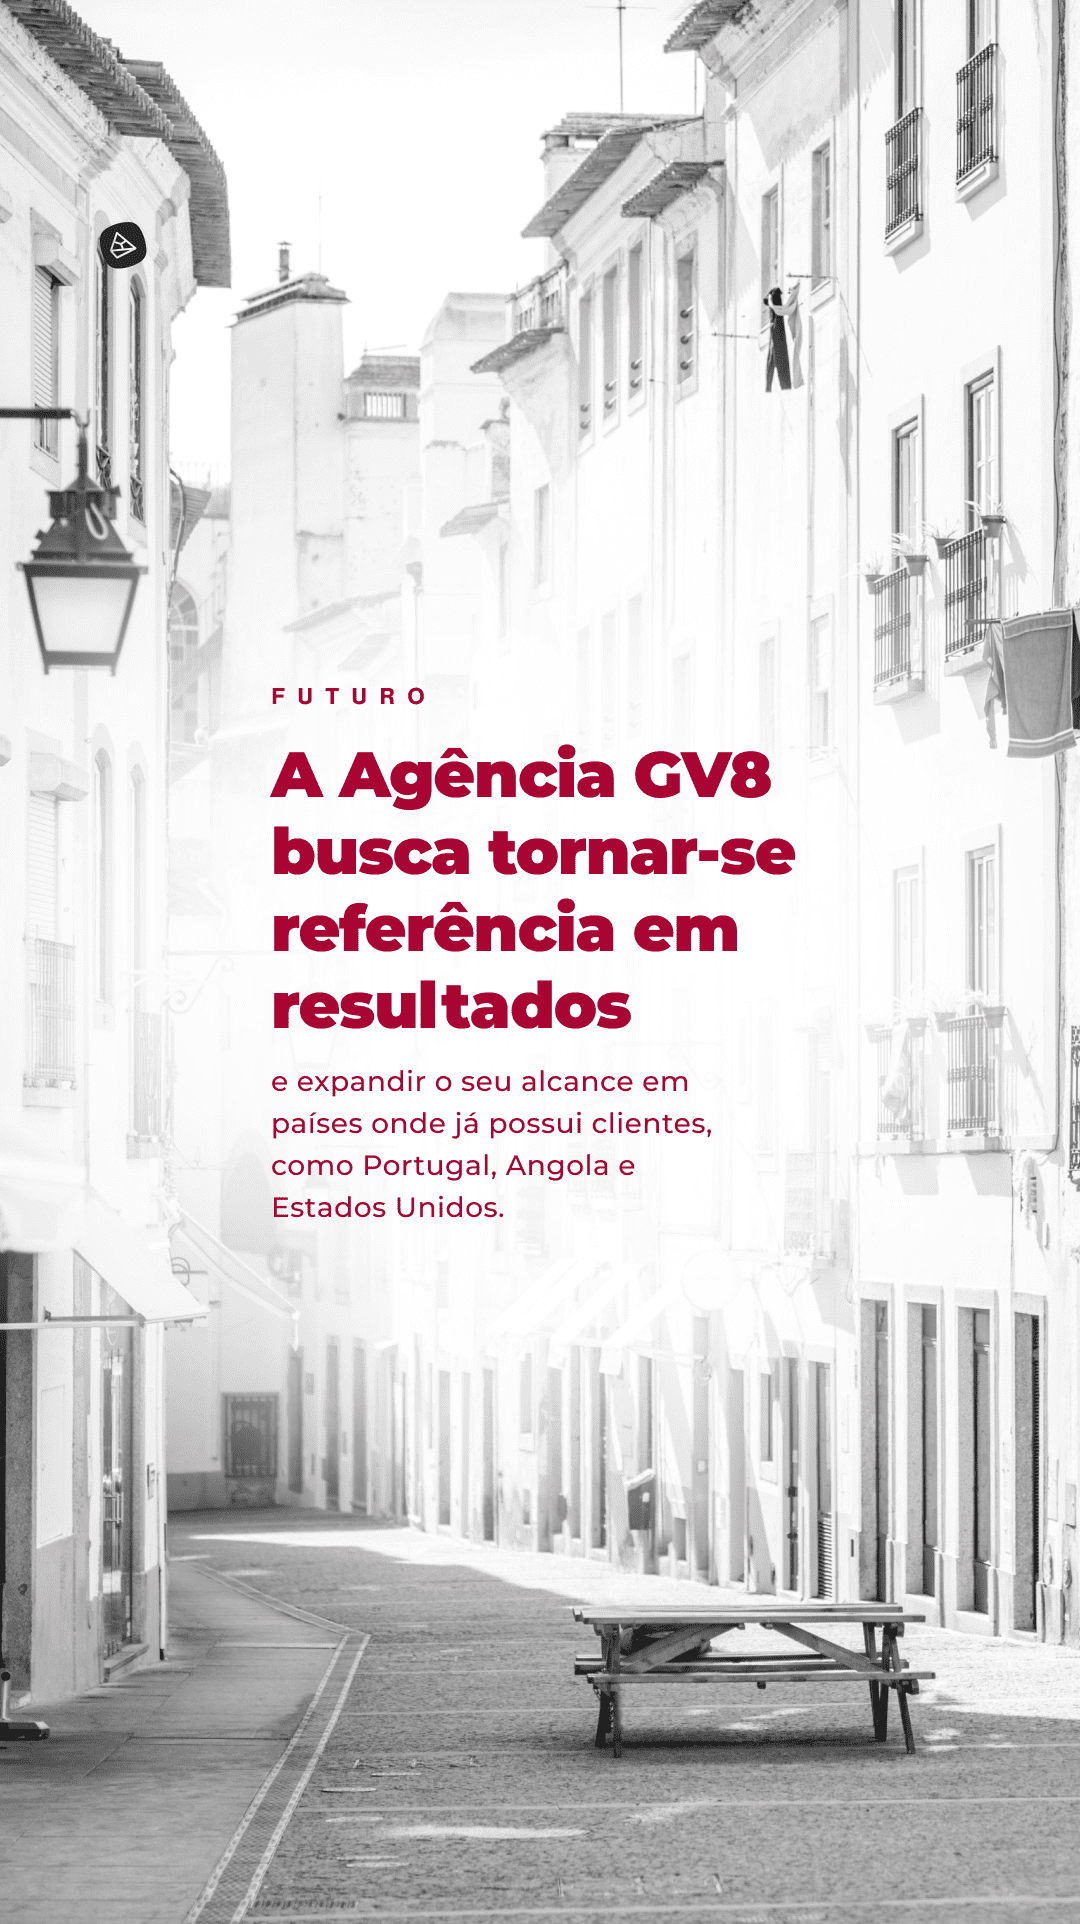 FUTURO
A Agência GV8
busca tornar-se
referência em
resultados
e expandir o seu alcance em
países onde já possui clientes,
como Portugal, Angola e
Estados Unidos.